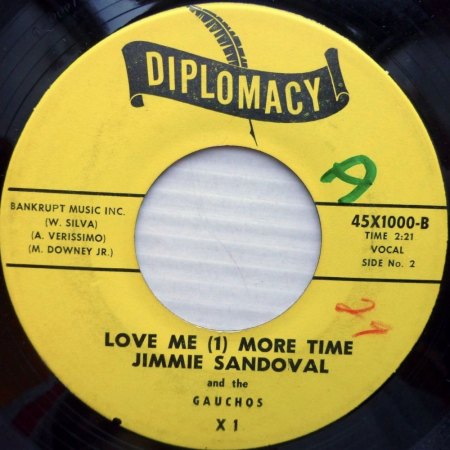 DIPLOMACY
BANKRUPT MUSIC INC.
(W. SILVA)
(A. VERISSIMO)
(M. DOWNEY JR.)
45X1000-B
TIME 2:21
VOCAL
SIDE No. 2
LOVE ME (1) MORE TIME
JIMMIE SANDOVAL
and the
GAUCHOS
X 1